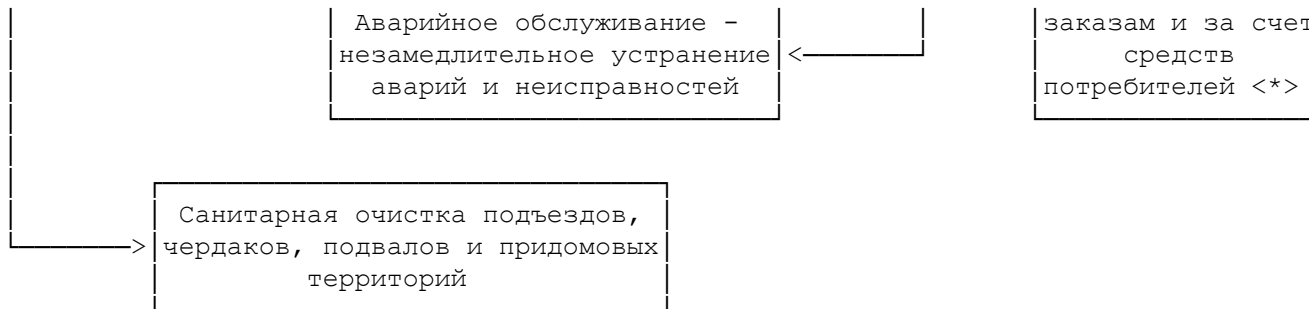 Аварийное обслуживание -
незамедлительное устранение
аварий и неисправностей
заказам и за счет
средств
потребителей <*>
Санитарная очистка подъездов,
чердаков, подвалов и придомовых
территорий